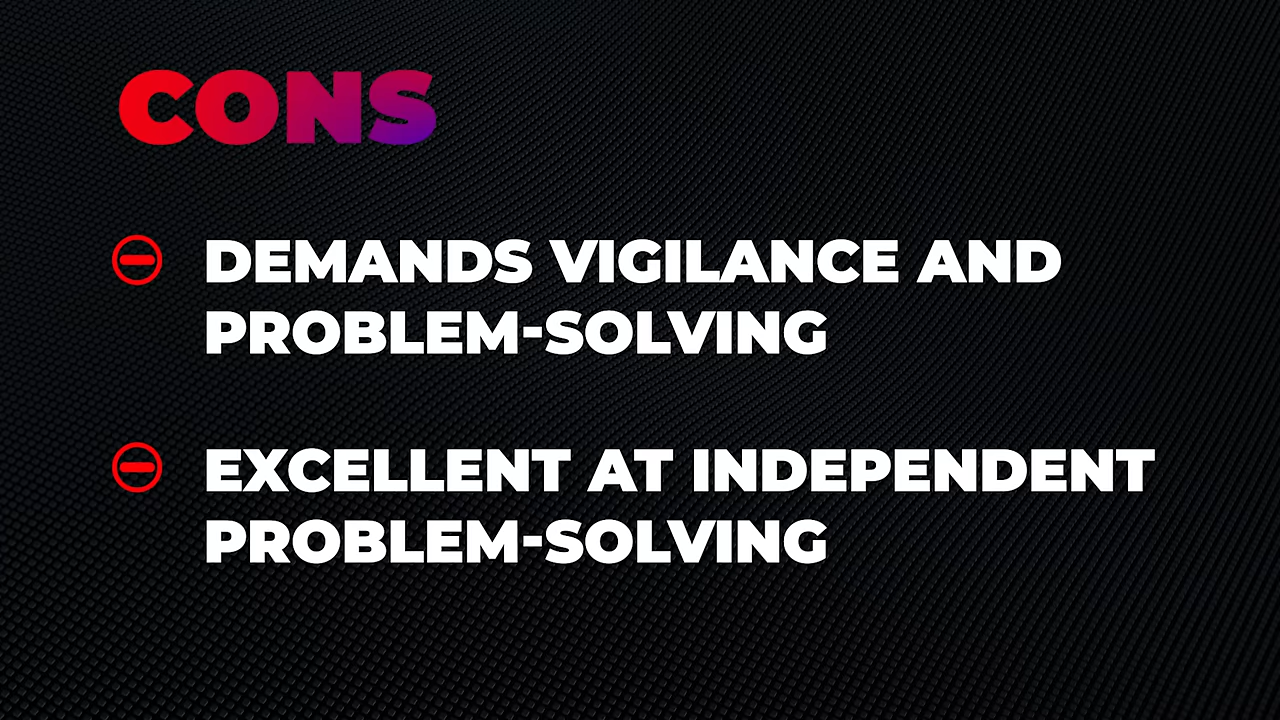 CONS
DEMANDS VIGILANCE AND
PROBLEM-SOLVING
EXCELLENT AT INDEPENDENT
PROBLEM-SOLVING